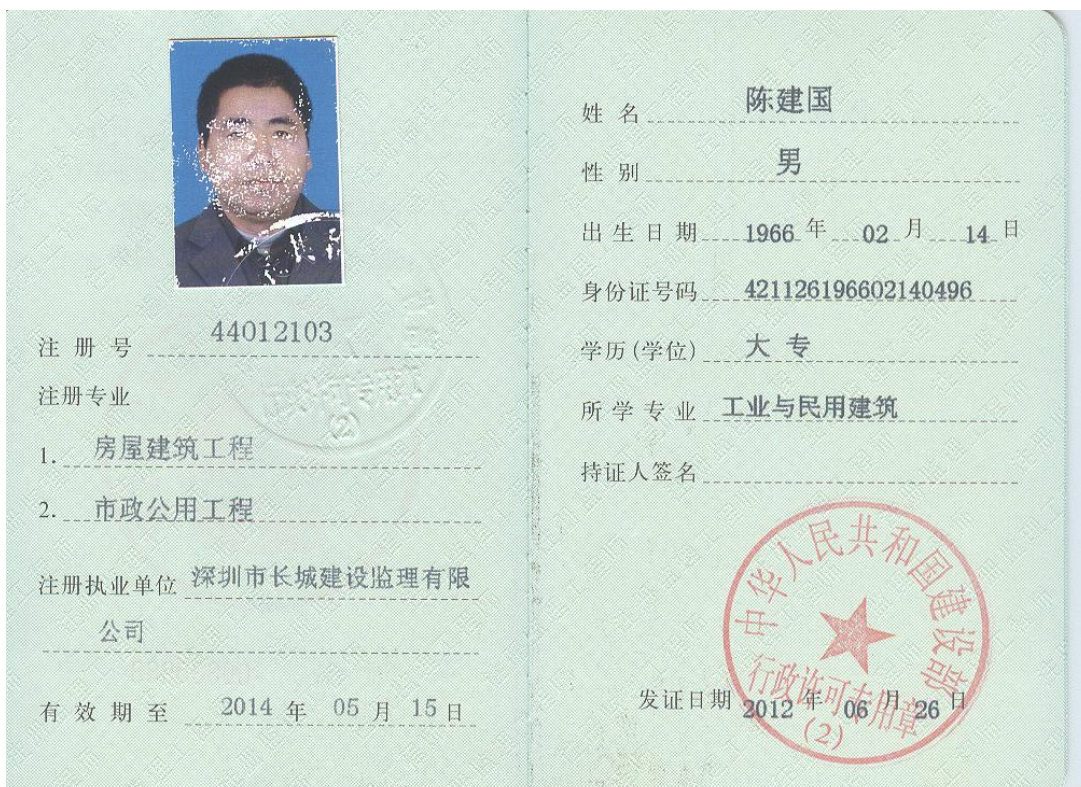 注 册 号 44012103
注册专业
1. 房屋建筑工程
2. 市政公用工程
注册执业单位 深圳市长城建设监理有限
公司
有 效 期 至 2014 年 05 月 15 日
姓 名 陈建国
性 别 男
出 生 日 期 1966 年 02 月 14 日
身份证号码 421126196602140496
学历(学位) 大 专
所 学 专 业 工业与民用建筑
持证人签名
中华人民共和国建设部
行政许可专用章
(2)
发证日期 2012 年 06 月 26 日